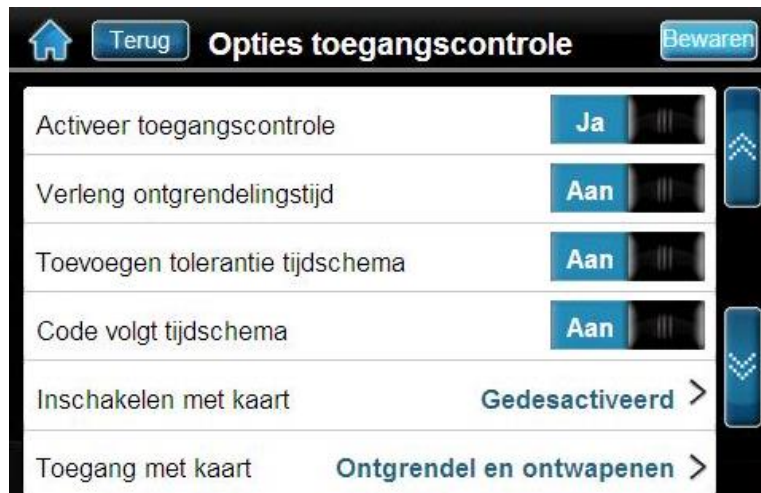 Terug Opties toegangscontrole Bewaren
Activeer toegangscontrole Ja
Verleng ontgrendelingstijd Aan
Toevoegen tolerantie tijdschema Aan
Code volgt tijdschema Aan
Inschakelen met kaart Gedesactiveerd >
Toegang met kaart Ontgrendel en ontwapenen >